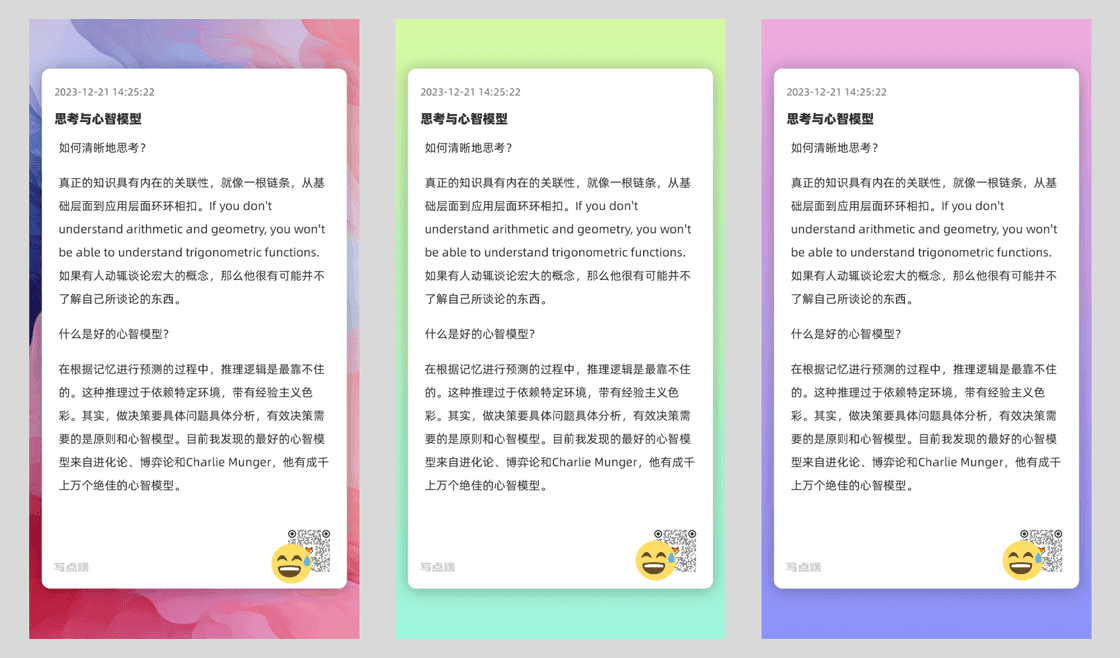 2023-12-21 14:25:22
思考与心智模型
如何清晰地思考?
真正的知识具有内在的关联性，就像一根链条，从基
础层面到应用层面环环相扣。If you don't
understand arithmetic and geometry, you won't
be able to understand trigonometric functions.
如果有人动辄谈论宏大的概念，那么他很有可能并不
了解自己所谈论的东西。
什么是好的心智模型?
在根据记忆进行预测的过程中，推理逻辑是最靠不住
的。这种推理过于依赖特定环境，带有经验主义色
彩。其实，做决策要具体问题具体分析，有效决策需
要的是原则和心智模型。目前我发现的最好的心智模
型来自进化论、博弈论和Charlie Munger，他有成千
上万个绝佳的心智模型。
写点啥
2023-12-21 14:25:22
思考与心智模型
如何清晰地思考?
真正的知识具有内在的关联性，就像一根链条，从基
础层面到应用层面环环相扣。If you don't
understand arithmetic and geometry, you won't
be able to understand trigonometric functions.
如果有人动辄谈论宏大的概念，那么他很有可能并不
了解自己所谈论的东西。
什么是好的心智模型?
在根据记忆进行预测的过程中，推理逻辑是最靠不住
的。这种推理过于依赖特定环境，带有经验主义色
彩。其实，做决策要具体问题具体分析，有效决策需
要的是原则和心智模型。目前我发现的最好的心智模
型来自进化论、博弈论和Charlie Munger，他有成千
上万个绝佳的心智模型。
写点啥
2023-12-21 14:25:22
思考与心智模型
如何清晰地思考?
真正的知识具有内在的关联性，就像一根链条，从基
础层面到应用层面环环相扣。If you don't
understand arithmetic and geometry, you won't
be able to understand trigonometric functions.
如果有人动辄谈论宏大的概念，那么他很有可能并不
了解自己所谈论的东西。
什么是好的心智模型?
在根据记忆进行预测的过程中，推理逻辑是最靠不住
的。这种推理过于依赖特定环境，带有经验主义色
彩。其实，做决策要具体问题具体分析，有效决策需
要的是原则和心智模型。目前我发现的最好的心智模
型来自进化论、博弈论和Charlie Munger，他有成千
上万个绝佳的心智模型。
写点啥